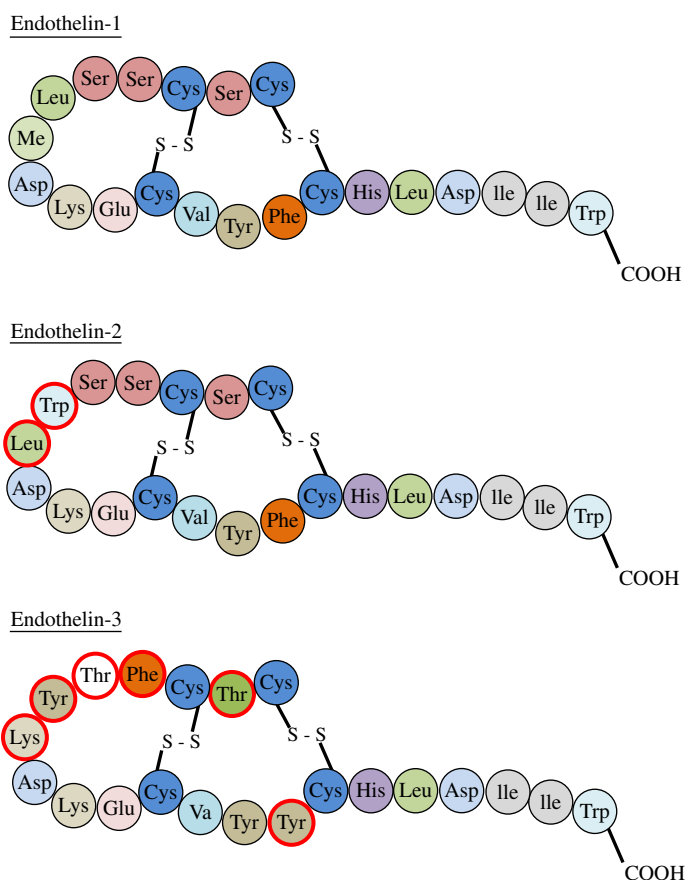 Endothelin-1
Ser Ser Cys Ser Cys
Leu
Me
S - S S - S
Asp Lys Glu Cys Val Tyr Phe Cys His Leu Asp lle lle Trp
COOH
Endothelin-2
Ser Ser Cys Ser Cys
Trp
Leu
S - S S - S
Asp Lys Glu Cys Val Tyr Phe Cys His Leu Asp lle lle Trp
COOH
Endothelin-3
Thr Phe Cys Thr Cys
Tyr
Lys
S - S S - S
Asp Lys Glu Cys Va Tyr Tyr Cys His Leu Asp lle lle Trp
COOH